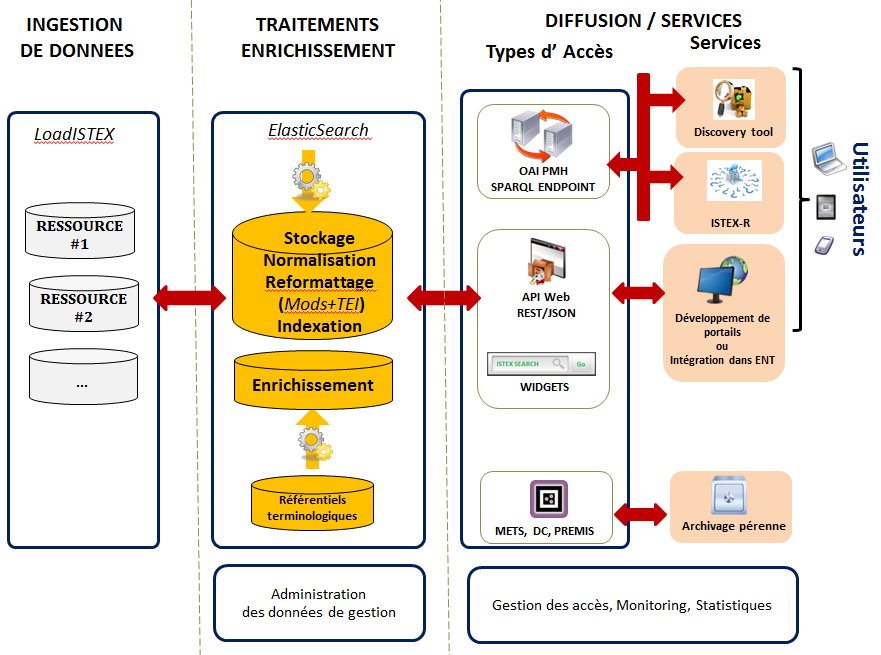 INGESTION
DE DONNEES
TRAITEMENTS
ENRICHISSEMENT
DIFFUSION / SERVICES
Types d’ Accès
Services
LoadISTEX
RESSOURCE
#1
RESSOURCE
#2
...
ElasticSearch
Stockage
Normalisation
Reformattage
(Mods+TEI)
Indexation
Enrichissement
Référentiels
terminologiques
OAI PMH
SPARQL ENDPOINT
API Web
REST/JSON
ISTEX SEARCH
Go
WIDGETS
METS, DC, PREMIS
Discovery tool
ISTEX-R
Développement de
portails
ou
Intégration dans ENT
Archivage pérenne
Utilisateurs
Administration
des données de gestion
Gestion des accès, Monitoring, Statistiques